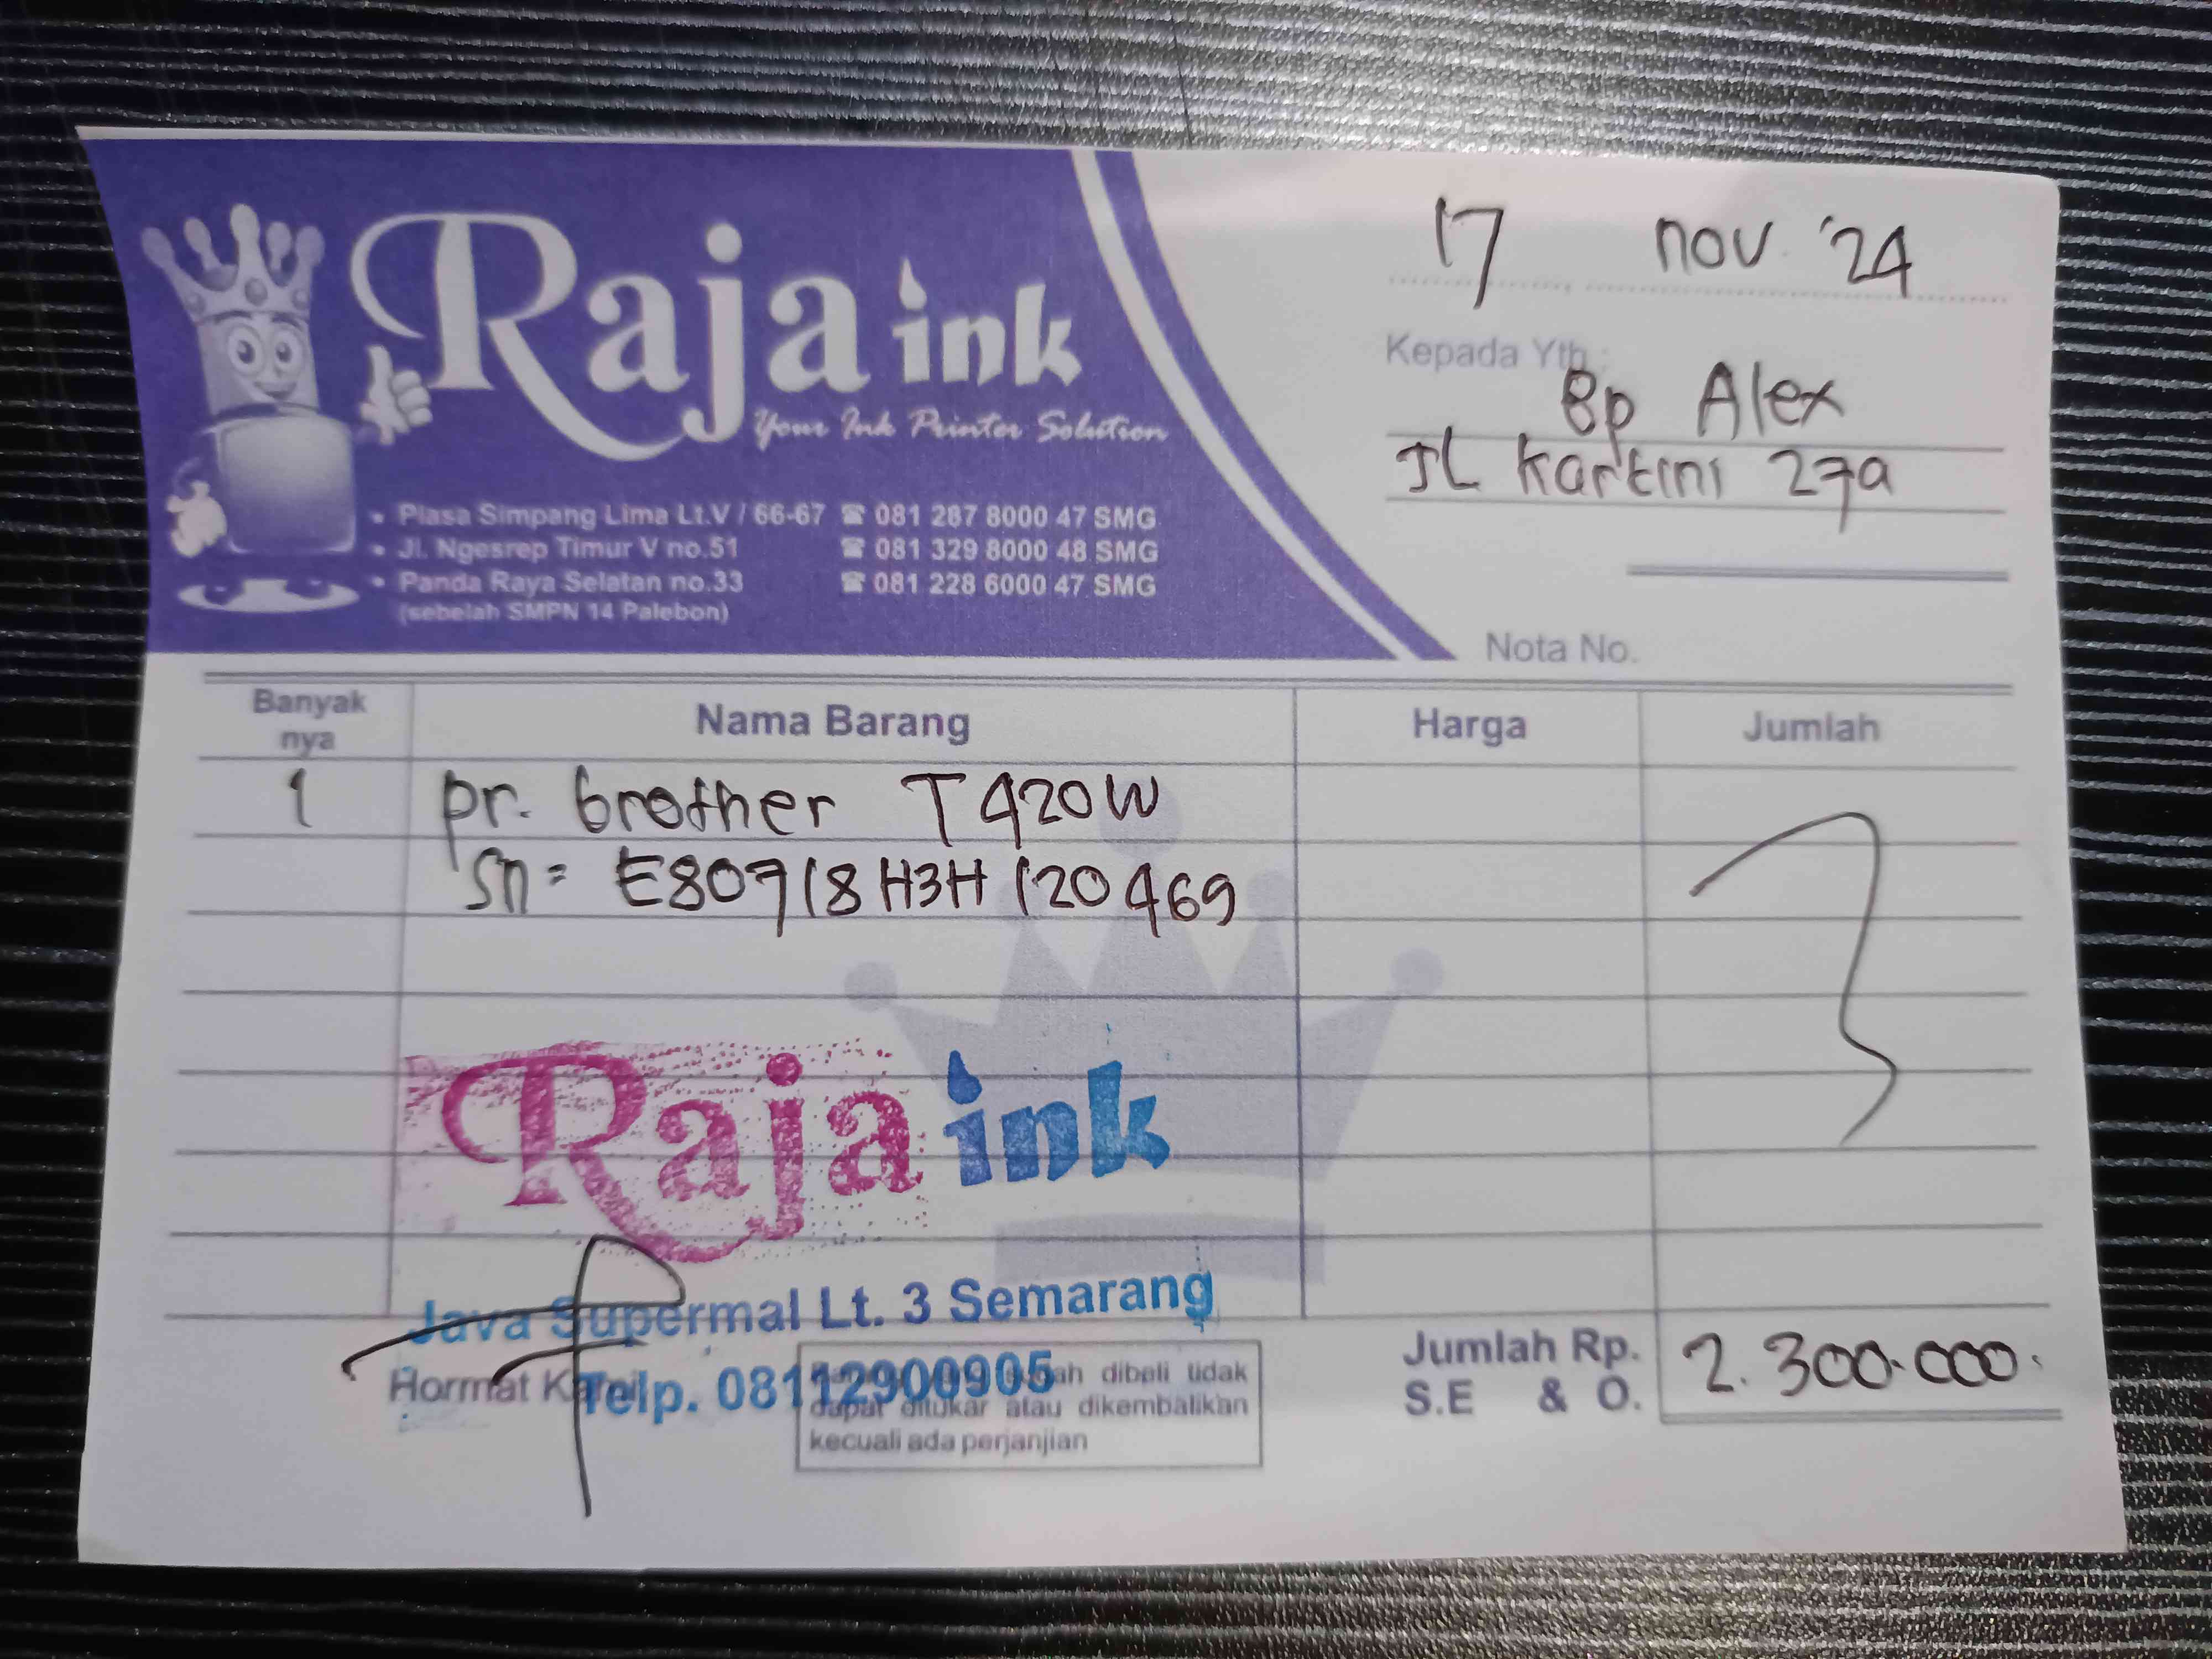 Raja ink
Your Ink Printer Solution
• Plasa Simpang Lima Lt.V / 66-67 ☎ 081 287 8000 47 SMG
• Jl. Ngesrep Timur V no.51 ☎ 081 329 8000 48 SMG
• Panda Raya Selatan no.33 ☎ 081 228 6000 47 SMG
(sebelah SMPN 14 Palebon)
17 nov '24
Kepada Yth :
Bp Alex
JL Kartini 27a
Nota No.
Banyak
nya
Nama Barang
Harga
Jumlah
1 pr. brother T420W
Sn = E80718H3H120469
Raja ink
Java Supermal Lt. 3 Semarang
Telp. 08112900905
Hormat
dibeli tidak
dapat ditukar atau dikembalikan
kecuali ada perjanjian
Jumlah Rp. 2.300.000.
S.E & O.